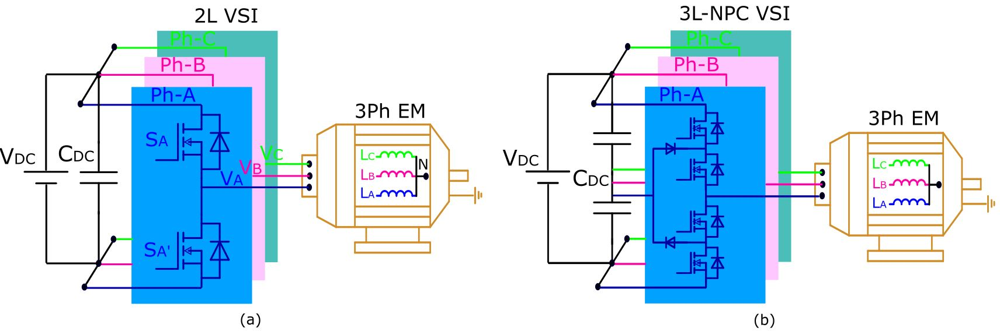 2L VSI
Ph-C
Ph-B
Ph-A
SA
SA'
VDC
CDC
VC
VB
VA
3Ph EM
LC
LB
LA
N
(a)
3L-NPC VSI
Ph-C
Ph-B
Ph-A
VDC
CDC
3Ph EM
LC
LB
LA
(b)